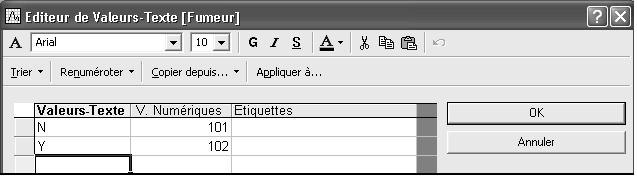 Editeur de Valeurs-Texte [Fumeur]
A Arial 10 G I S A
Trier Renuméroter Copier depuis... Appliquer à...
Valeurs-Texte V. Numériques Etiquettes OK
N 101
Y 102 Annuler